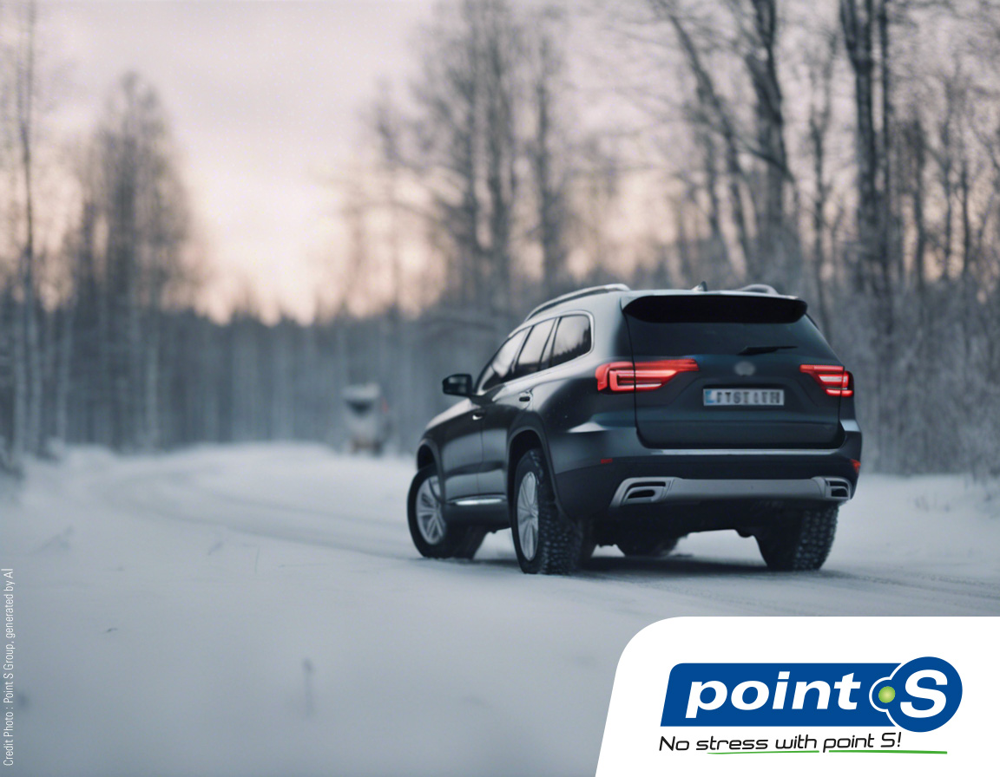 Credit Photo : Point S Group, generated by AI
point S
No stress with point S!